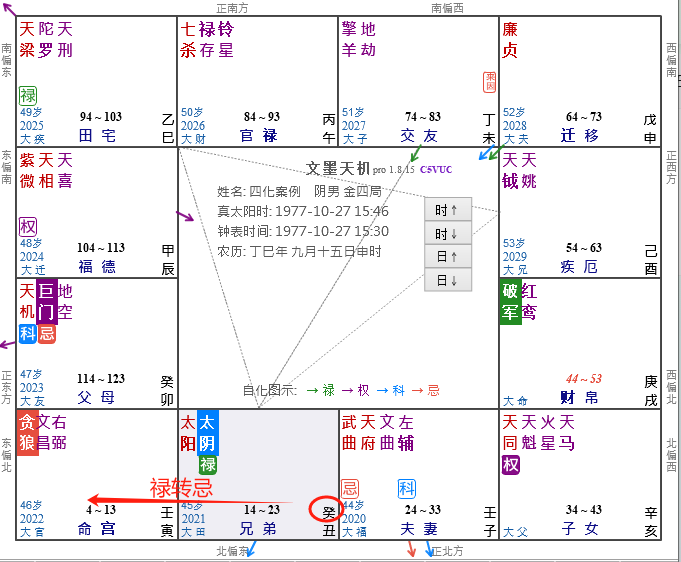 正南方
南偏西
南偏东
西偏南
东偏南
正西方
正东方
西偏北
东偏北
北偏西
北偏东
正北方
天 陀 天
梁 罗 刑
禄
49岁
2025
大疾
94～103
田 宅
乙
巳
七 禄 铃
杀 存 星
50岁
2026
大财
84～93
官 禄
丙
午
擎 地
羊 劫
来因
51岁
2027
大子
74～83
交 友
丁
未
廉
贞
52岁
2028
大夫
64～73
迁 移
戊
申
紫 天 天
微 相 喜
权
48岁
2024
大迁
104～113
福 德
甲
辰
文墨天机 pro 1.8.15 C5VUC
姓名: 四化案例 阴男 金四局
真太阳时: 1977-10-27 15:46
钟表时间: 1977-10-27 15:30
农历: 丁巳年 九月十五日申时
时↑
时↓
日↑
日↓
自化图示: →禄 →权 →科 →忌
天 天
钺 姚
53岁
2029
大兄
54～63
疾 厄
己
酉
天 巨 地
机 门 空
科 忌
47岁
2023
大友
114～123
父 母
癸
卯
破 红
军 鸾
大命
44～53
财 帛
庚
戌
贪 文 右
狼 昌 弼
46岁
2022
大官
4～13
命 宫
壬
寅
禄转忌
太 太
阳 阴
禄
45岁
2021
大田
14～23
兄 弟
癸
丑
武 天 文 左
曲 府 曲 辅
忌 科
44岁
2020
大福
24～33
夫 妻
壬
子
天 天 火 天
同 魁 星 马
权
大父
34～43
子 女
辛
亥